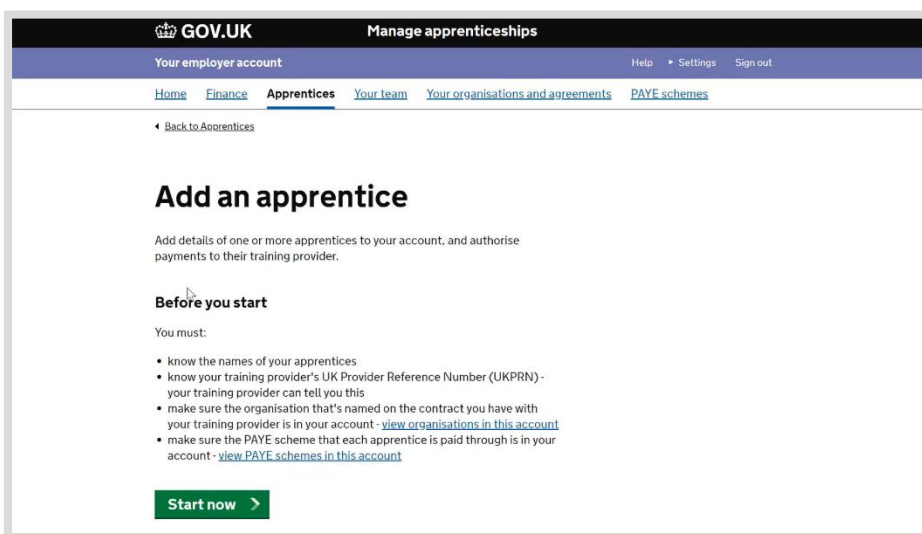 GOV.UK Manage apprenticeships
Your employer account Help Settings Sign out
Home Finance Apprentices Your team Your organisations and agreements PAYE schemes
Back to Apprentices
Add an apprentice
Add details of one or more apprentices to your account, and authorise
payments to their training provider.
Before you start
You must:
• know the names of your apprentices
• know your training provider's UK Provider Reference Number (UKPRN) -
your training provider can tell you this
• make sure the organisation that's named on the contract you have with
your training provider is in your account - view organisations in this account
• make sure the PAYE scheme that each apprentice is paid through is in your
account - view PAYE schemes in this account
Start now